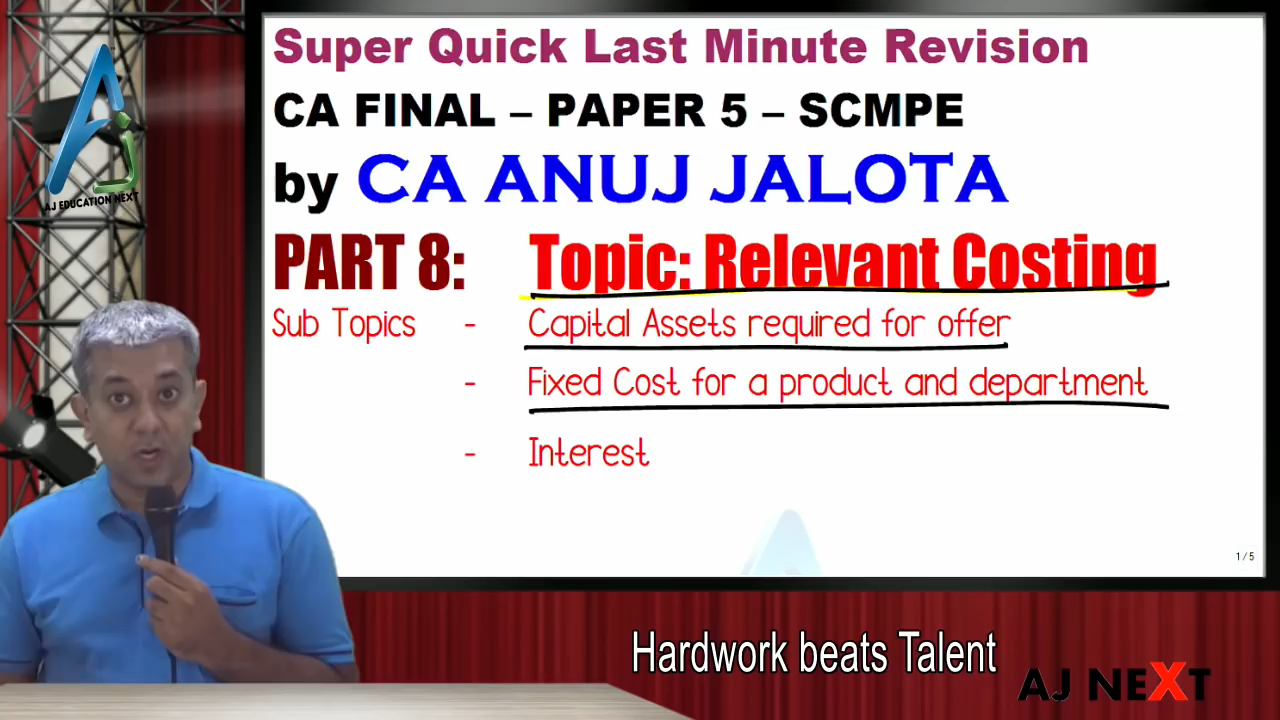 Super Quick Last Minute Revision
CA FINAL – PAPER 5 – SCMPE
by CA ANUJ JALOTA
PART 8: Topic: Relevant Costing
Sub Topics - Capital Assets required for offer
- Fixed Cost for a product and department
- Interest
1/5
AJ EDUCATION NEXT
Hardwork beats Talent
AJ NEXT